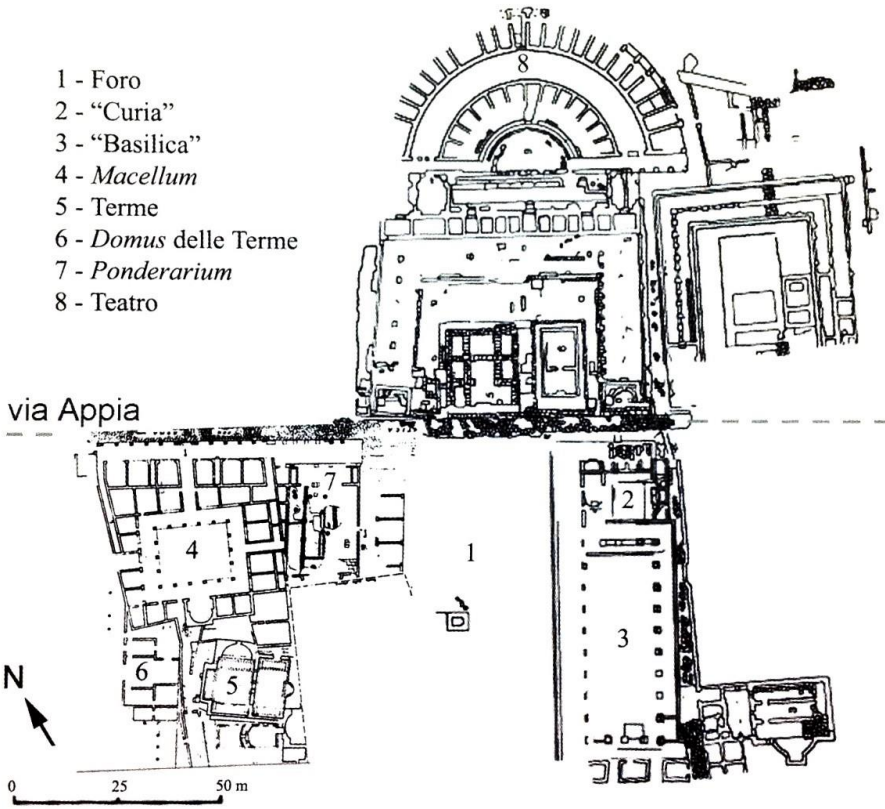 1 - Foro
2 - “Curia”
3 - “Basilica”
4 - Macellum
5 - Terme
6 - Domus delle Terme
7 - Ponderarium
8 - Teatro
8
via Appia
7
2
4
1
3
6
5
N
0 25 50 m